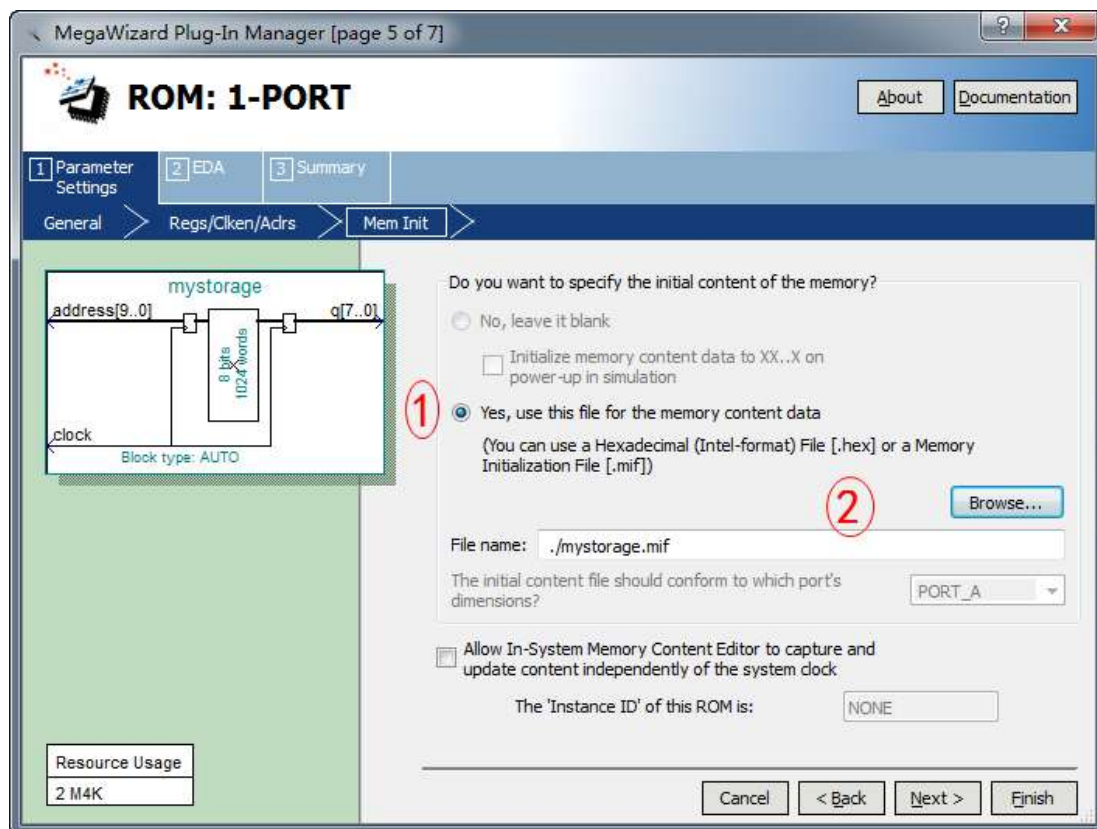 MegaWizard Plug-In Manager [page 5 of 7]
ROM: 1-PORT
About
Documentation
1 Parameter Settings
2 EDA
3 Summary
General
Regs/Clken/Aclrs
Mem Init
mystorage
address[9..0]
q[7..0]
8 bits
1024 words
clock
Block type: AUTO
Do you want to specify the initial content of the memory?
No, leave it blank
Initialize memory content data to XX..X on
power-up in simulation
1
Yes, use this file for the memory content data
(You can use a Hexadecimal (Intel-format) File [.hex] or a Memory
Initialization File [.mif])
2
Browse...
File name: ./mystorage.mif
The initial content file should conform to which port's
dimensions?
PORT_A
Allow In-System Memory Content Editor to capture and
update content independently of the system clock
The 'Instance ID' of this ROM is: NONE
Resource Usage
2 M4K
Cancel
< Back
Next >
Finish